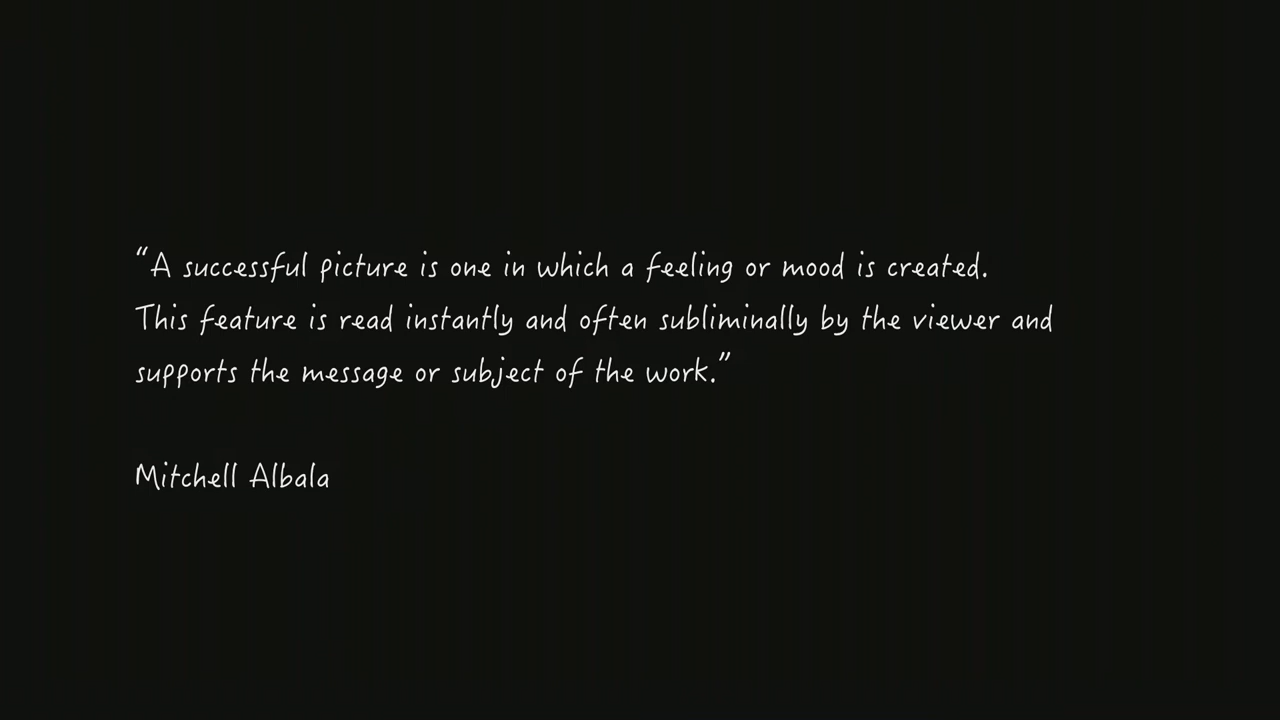 “A successful picture is one in which a feeling or mood is created.
This feature is read instantly and often subliminally by the viewer and
supports the message or subject of the work.”
Mitchell Albala